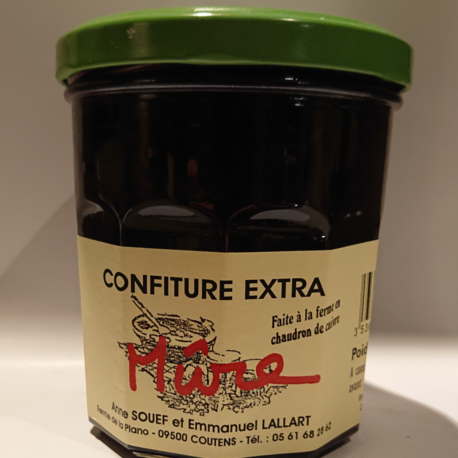 CONFITURE EXTRA
Faite à la ferme en
chaudron de cuivre
Mûre
Anne SOUEF et Emmanuel LALLART
Ferme de la Plano - 09500 COUTENS - Tél. : 05 61 68 28 62